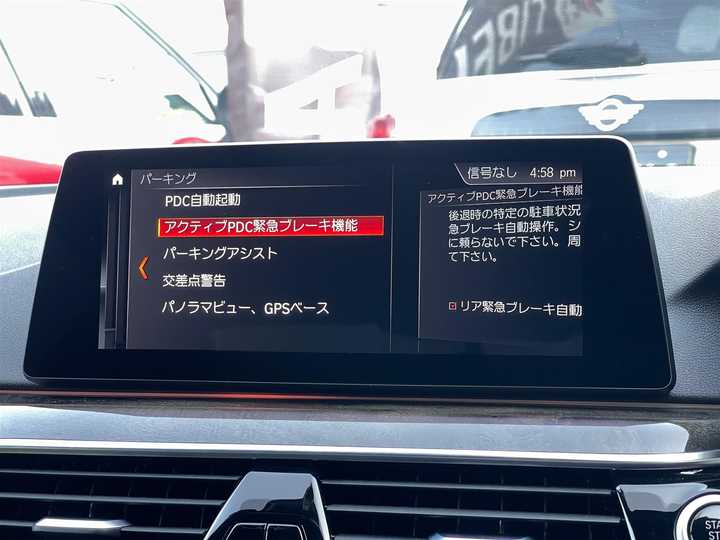 LIBE
パーキング
信号なし 4:58 pm
PDC自動起動
アクティブPDC緊急ブレーキ機能
パーキングアシスト
交差点警告
パノラマビュー、GPSベース
アクティブPDC緊急ブレーキ機能
後退時の特定の駐車状況
急ブレーキ自動操作。シ
に頼らないで下さい。周
て下さい。
リア緊急ブレーキ自動
START